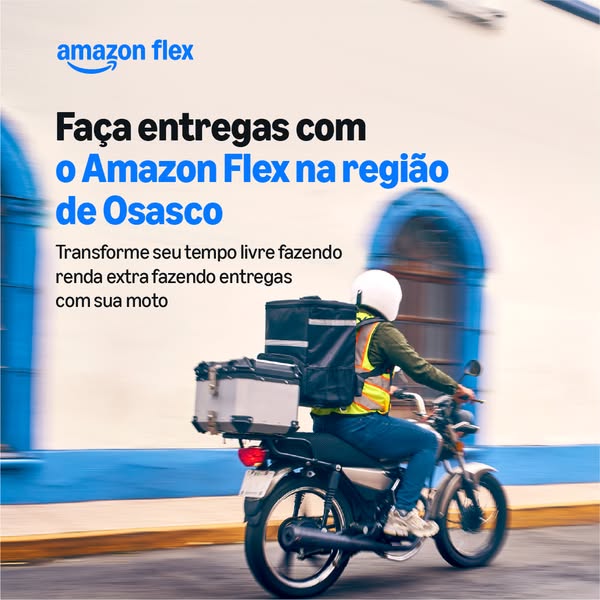 amazon flex
Faça entregas com
o Amazon Flex na região
de Osasco
Transforme seu tempo livre fazendo
renda extra fazendo entregas
com sua moto